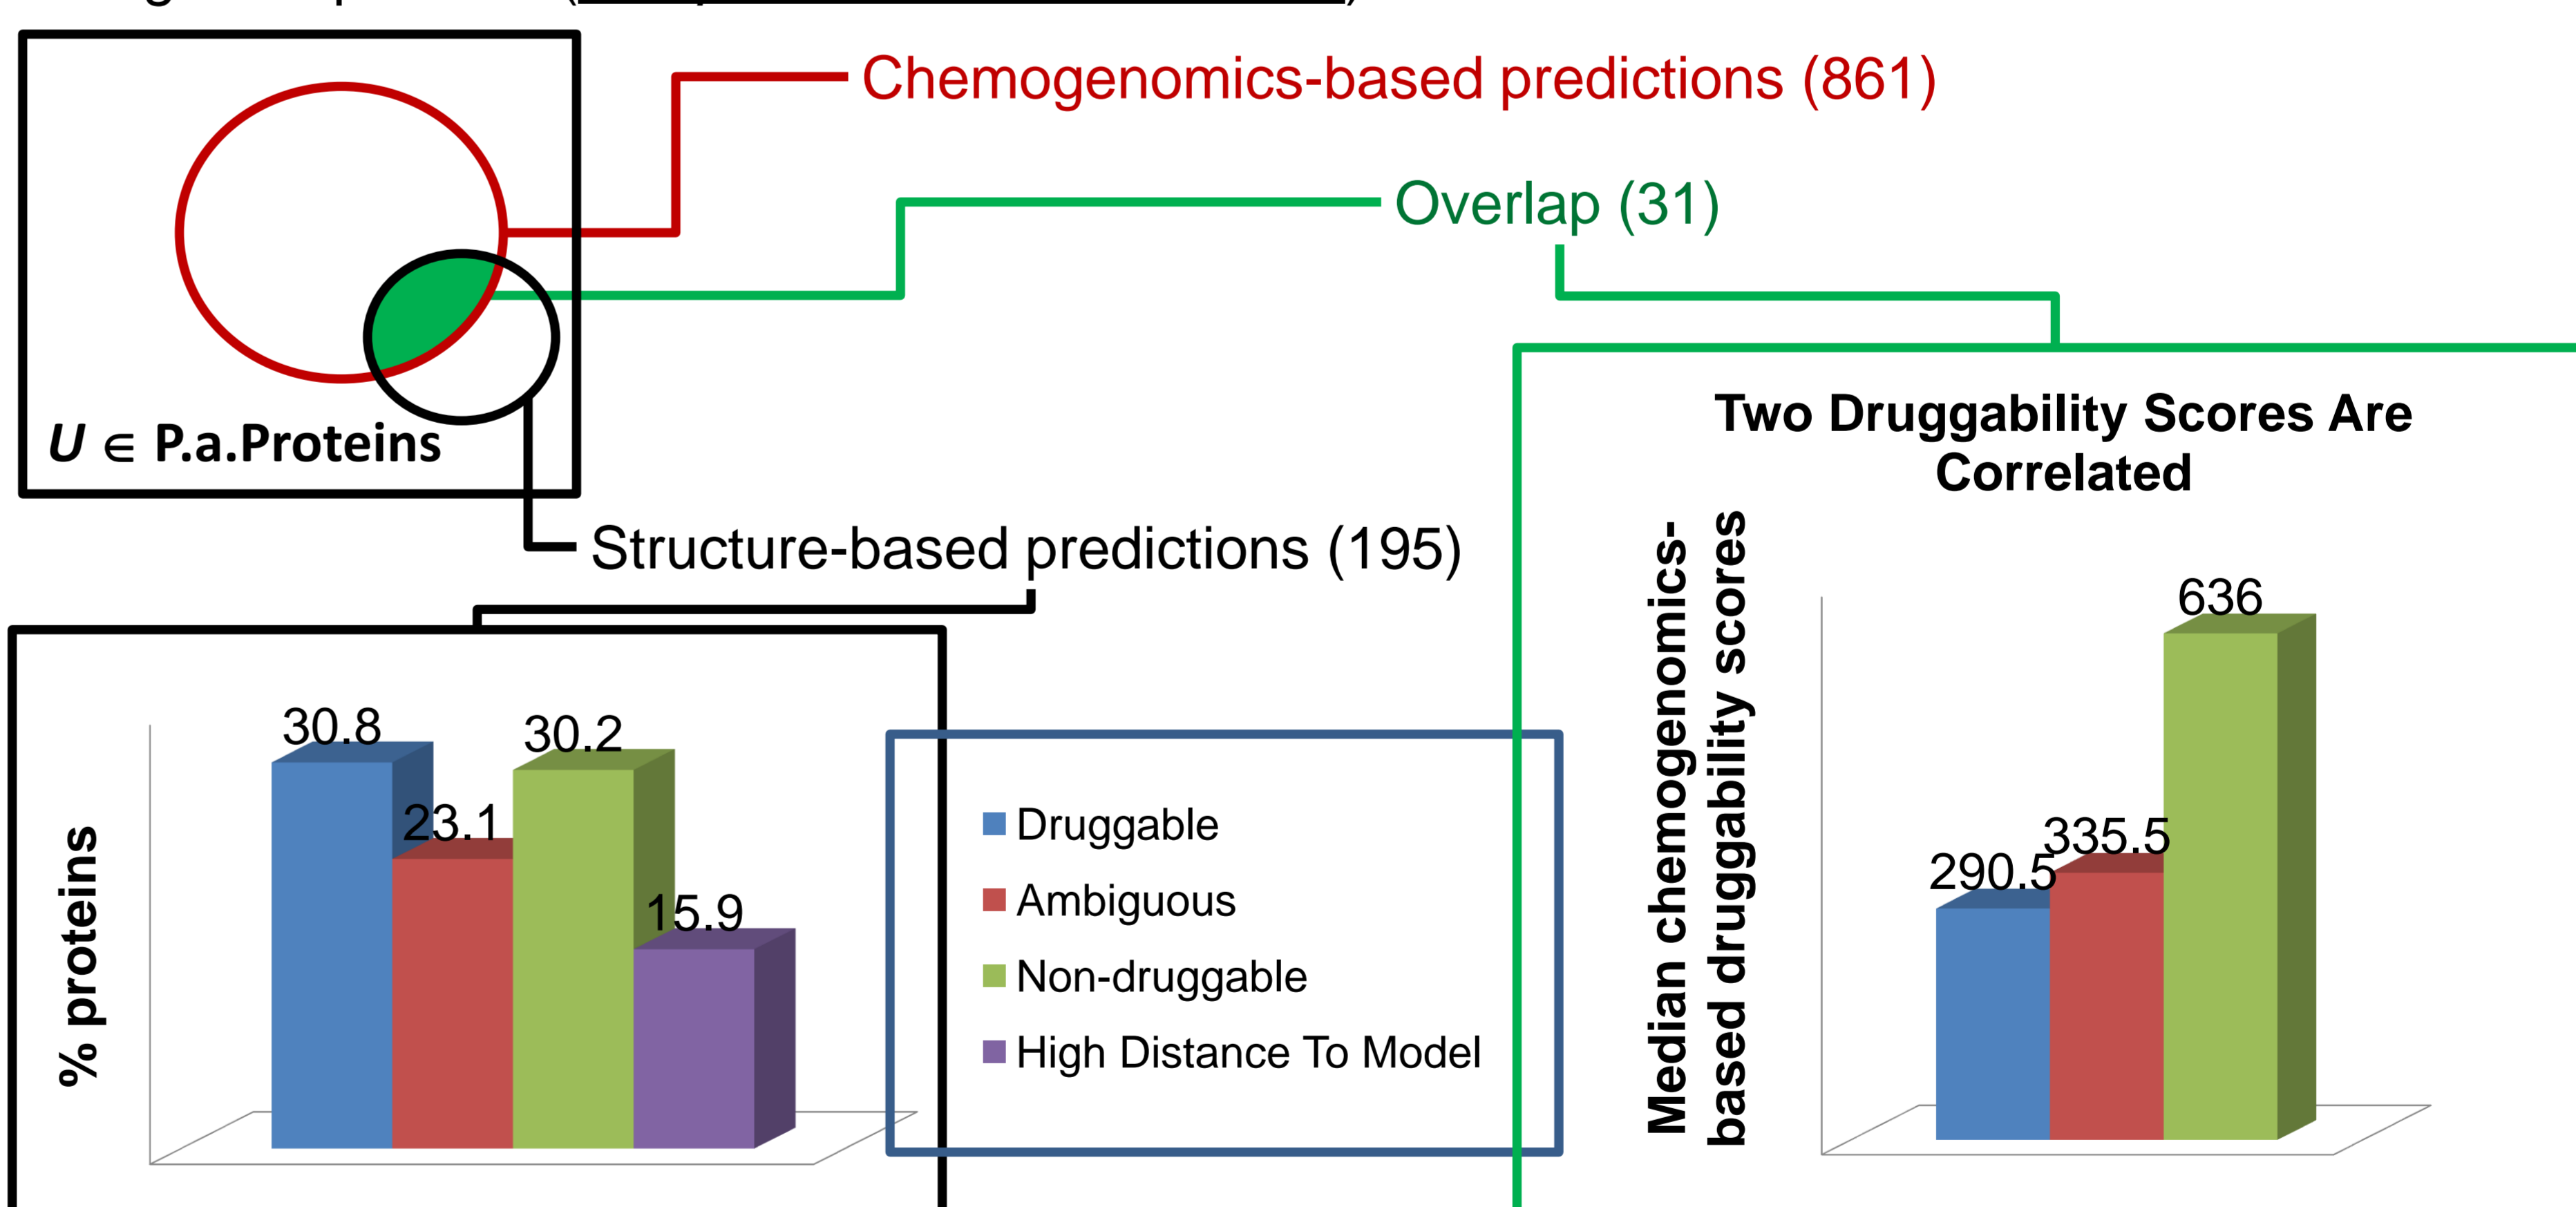 Chemogenomics-based predictions (861)
Overlap (31)
U ∈ P.a.Proteins
Structure-based predictions (195)
% proteins
30.8
23.1
30.2
15.9
Druggable
Ambiguous
Non-druggable
High Distance To Model
Two Druggability Scores Are
Correlated
Median chemogenomics-
based druggability scores
290.5
335.5
636